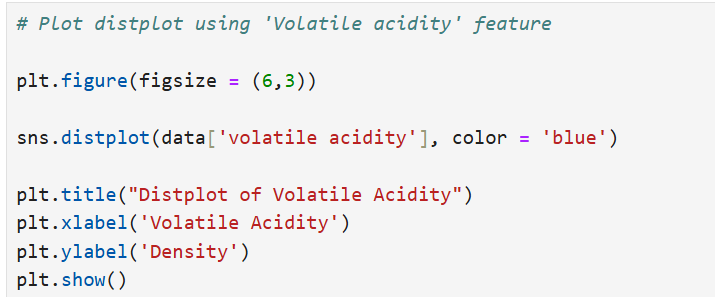 # Plot distplot using 'Volatile acidity' feature
plt.figure(figsize = (6,3))
sns.distplot(data['volatile acidity'], color = 'blue')
plt.title("Distplot of Volatile Acidity")
plt.xlabel('Volatile Acidity')
plt.ylabel('Density')
plt.show()